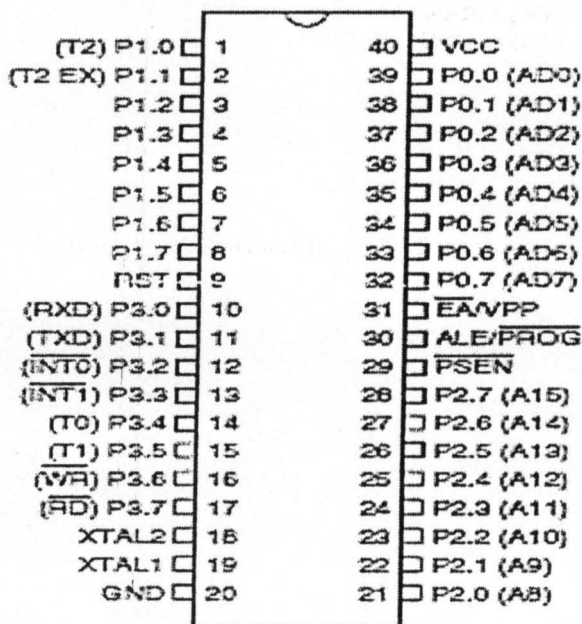 (T2) P1.0 1 40 VCC
(T2 EX) P1.1 2 39 P0.0 (AD0)
P1.2 3 38 P0.1 (AD1)
P1.3 4 37 P0.2 (AD2)
P1.4 5 36 P0.3 (AD3)
P1.5 6 35 P0.4 (AD4)
P1.6 7 34 P0.5 (AD5)
P1.7 8 33 P0.6 (AD6)
RST 9 32 P0.7 (AD7)
(RXD) P3.0 10 31 E̅A̅/VPP
(TXD) P3.1 11 30 ALE/P̅R̅O̅G̅
(I̅N̅T̅0̅) P3.2 12 29 P̅S̅E̅N̅
(I̅N̅T̅1̅) P3.3 13 28 P2.7 (A15)
(T0) P3.4 14 27 P2.6 (A14)
(T1) P3.5 15 26 P2.5 (A13)
(W̅R̅) P3.6 16 25 P2.4 (A12)
(R̅D̅) P3.7 17 24 P2.3 (A11)
XTAL2 18 23 P2.2 (A10)
XTAL1 19 22 P2.1 (A9)
GND 20 21 P2.0 (A8)